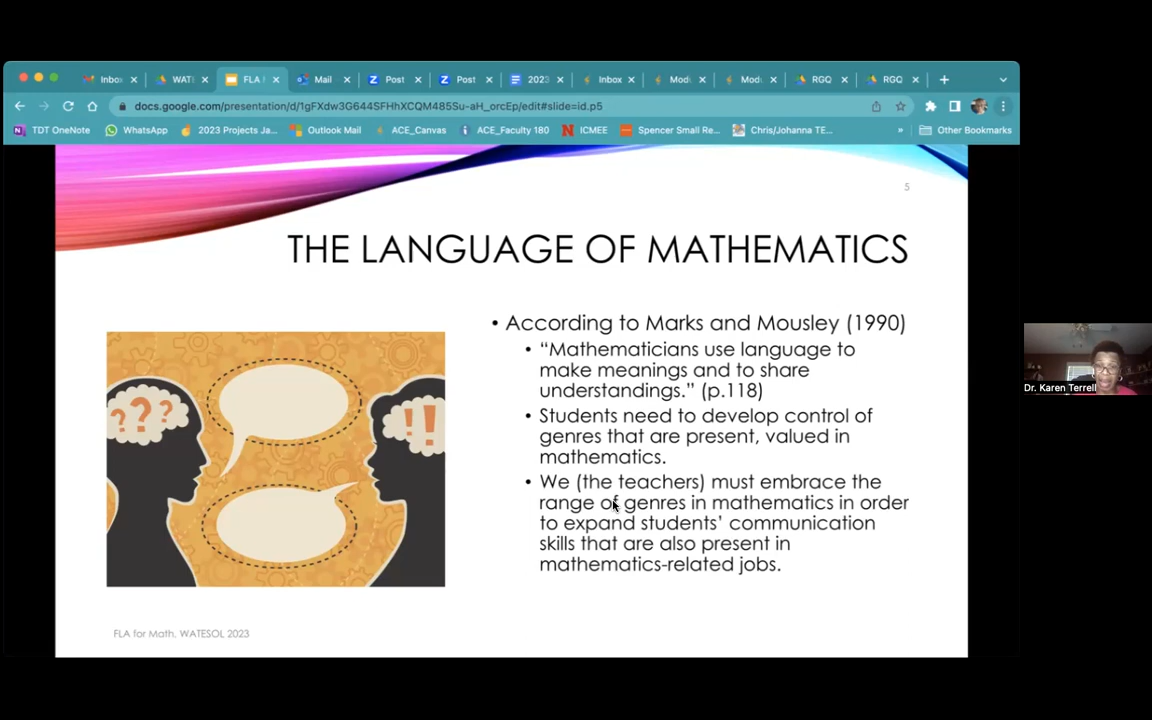 Inbox
WATE
FLA
Mail
Post
Post
2023
Inbox
Modu
Modu
RGQ
RGQ
docs.google.com/presentation/d/1gFXdw3G644SFHhXCQM485Su-aH_orcEp/edit#slide=id.p5
TDT OneNote
WhatsApp
2023 Projects Ja...
Outlook Mail
ACE_Canvas
ACE_Faculty 180
N ICMEE
Spencer Small Re...
Chris/Johanna TE...
»
Other Bookmarks
5
THE LANGUAGE OF MATHEMATICS
• According to Marks and Mousley (1990)
• “Mathematicians use language to
make meanings and to share
understandings.” (p.118)
• Students need to develop control of
genres that are present, valued in
mathematics.
• We (the teachers) must embrace the
range of genres in mathematics in order
to expand students’ communication
skills that are also present in
mathematics-related jobs.
???
!!
FLA for Math. WATESOL 2023
Dr. Karen Terrell